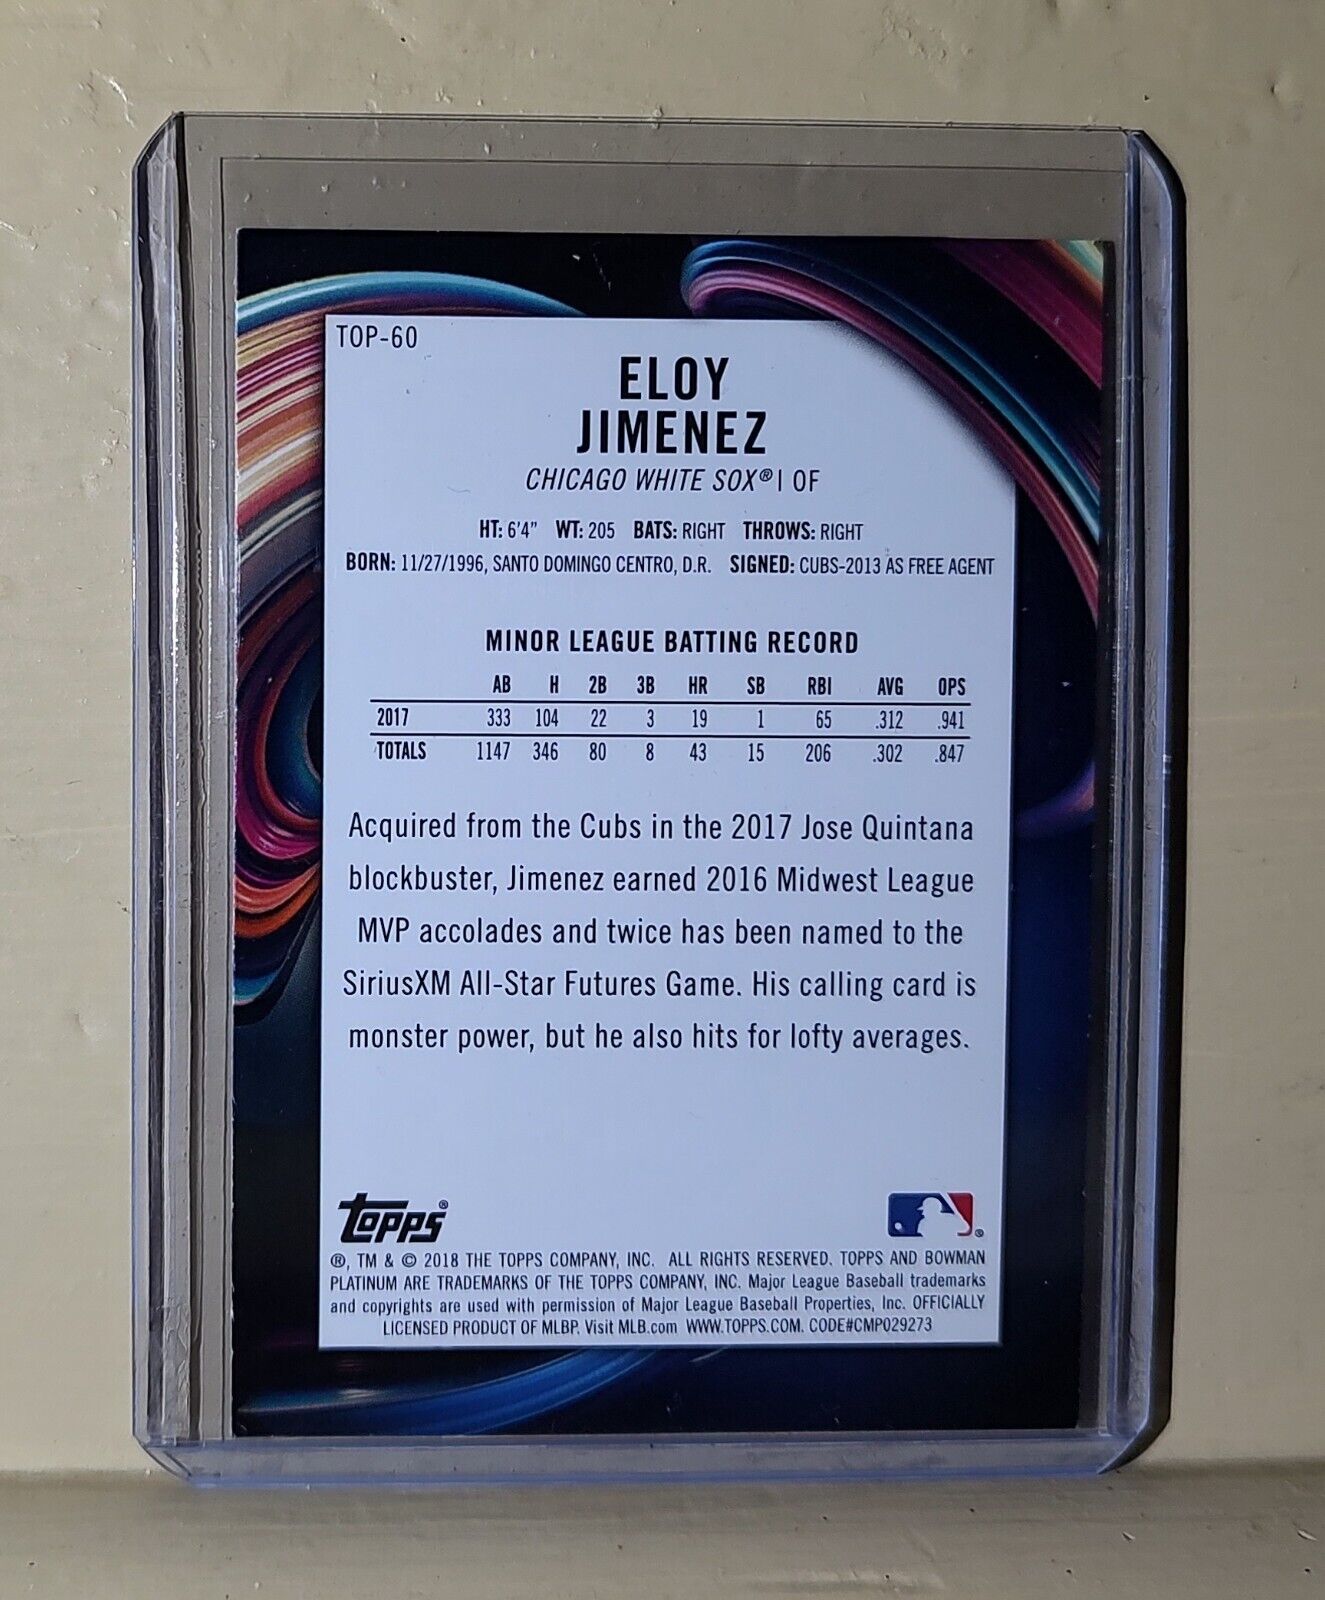 TOP-60
ELOY
JIMENEZ
CHICAGO WHITE SOX® | OF
HT: 6'4" WT: 205 BATS: RIGHT THROWS: RIGHT
BORN: 11/27/1996, SANTO DOMINGO CENTRO, D.R. SIGNED: CUBS-2013 AS FREE AGENT
MINOR LEAGUE BATTING RECORD
AB H 2B 3B HR SB RBI AVG OPS
2017 333 104 22 3 19 1 65 .312 .941
TOTALS 1147 346 80 8 43 15 206 .302 .847
Acquired from the Cubs in the 2017 Jose Quintana
blockbuster, Jimenez earned 2016 Midwest League
MVP accolades and twice has been named to the
SiriusXM All-Star Futures Game. His calling card is
monster power, but he also hits for lofty averages.
Topps®
®
®, TM & © 2018 THE TOPPS COMPANY, INC. ALL RIGHTS RESERVED. TOPPS AND BOWMAN
PLATINUM ARE TRADEMARKS OF THE TOPPS COMPANY, INC. Major League Baseball trademarks
and copyrights are used with permission of Major League Baseball Properties, Inc. OFFICIALLY
LICENSED PRODUCT OF MLBP. Visit MLB.com WWW.TOPPS.COM. CODE#CMP029273